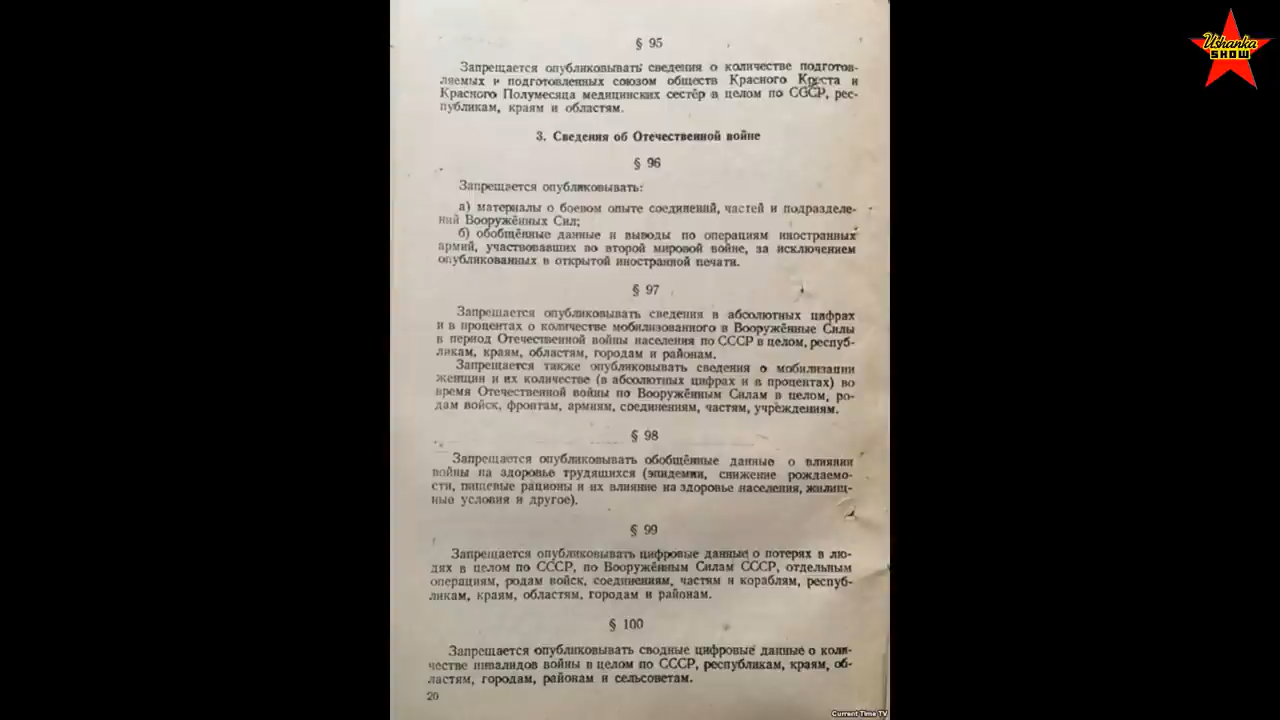 Ushanka
SHOW
§ 95
Запрещается опубликовывать сведения о количестве подготов-
ляемых и подготовленных союзом обществ Красного Креста и
Красного Полумесяца медицинских сестёр в целом по СССР, рес-
публикам, краям и областям.
3. Сведения об Отечественной войне
§ 96
Запрещается опубликовывать:
а) материалы о боевом опыте соединений, частей и подразделе-
ний Вооружённых Сил;
б) обобщённые данные и выводы по операциям иностранных
армий, участвовавших во второй мировой войне, за исключением
опубликованных в открытой иностранной печати.
§ 97
Запрещается опубликовывать сведения в абсолютных цифрах
и в процентах о количестве мобилизованного в Вооружённые Силы
в период Отечественной войны населения по СССР в целом, респуб-
ликам, краям, областям, городам и районам.
Запрещается также опубликовывать сведения о мобилизации
женщин и их количестве (в абсолютных цифрах и в процентах) во
время Отечественной войны по Вооружённым Силам в целом, ро-
дам войск, фронтам, армиям, соединениям, частям, учреждениям.
§ 98
Запрещается опубликовывать обобщённые данные о влиянии
войны на здоровье трудящихся (эпидемии, снижение рождаемо-
сти, пищевые рационы и их влияние на здоровье населения, жилищ-
ные условия и другое).
§ 99
Запрещается опубликовывать цифровые данные о потерях в лю-
дях в целом по СССР, по Вооружённым Силам СССР, отдельным
операциям, родам войск, соединениям, частям и кораблям, респуб-
ликам, краям, областям, городам и районам.
§ 100
Запрещается опубликовывать сводные цифровые данные о коли-
честве инвалидов войны в целом по СССР, республикам, краям, об-
ластям, городам, районам и сельсоветам.
20
Current Time TV